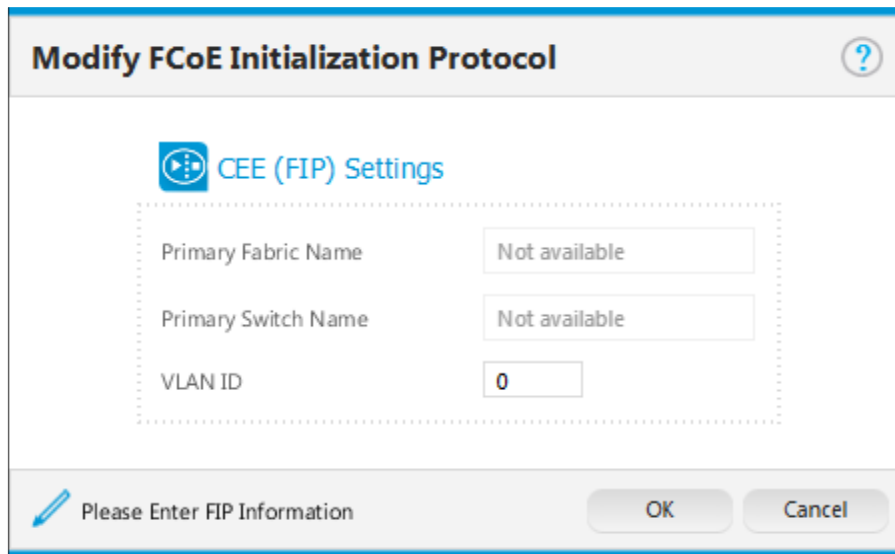 Modify FCoE Initialization Protocol
?
CEE (FIP) Settings
Primary Fabric Name Not available
Primary Switch Name Not available
VLAN ID 0
Please Enter FIP Information OK Cancel